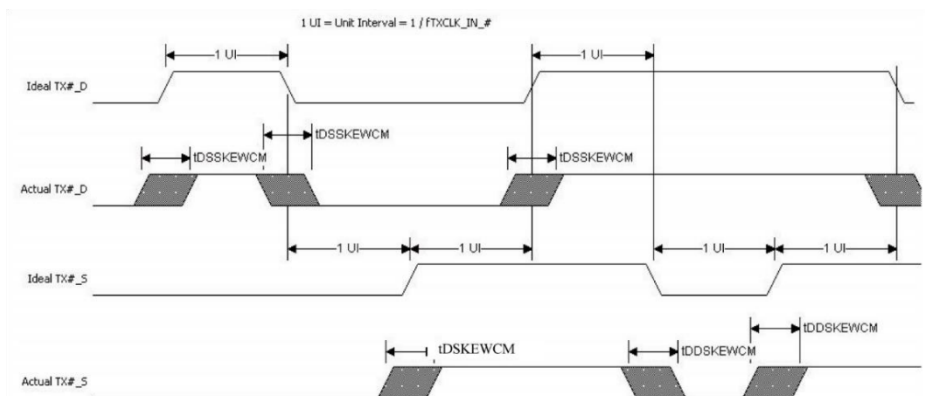 1 UI = Unit Interval = 1 / fTXCLK_IN_#
1 UI
1 UI
Ideal TX#_D
tDSSKEWCM
tDSSKEWCM
tDSSKEWCM
Actual TX#_D
1 UI
1 UI
1 UI
1 UI
Ideal TX#_S
tDDSKEWCM
tDSKEWCM
tDDSKEWCM
Actual TX#_S